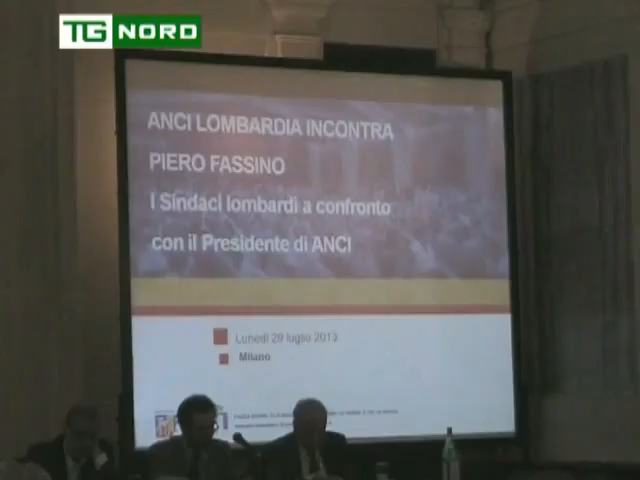 TG NORD
ANCI LOMBARDIA INCONTRA
PIERO FASSINO
I Sindaci lombardi a confronto
con il Presidente di ANCI
Lunedì 29 luglio 2013
Milano